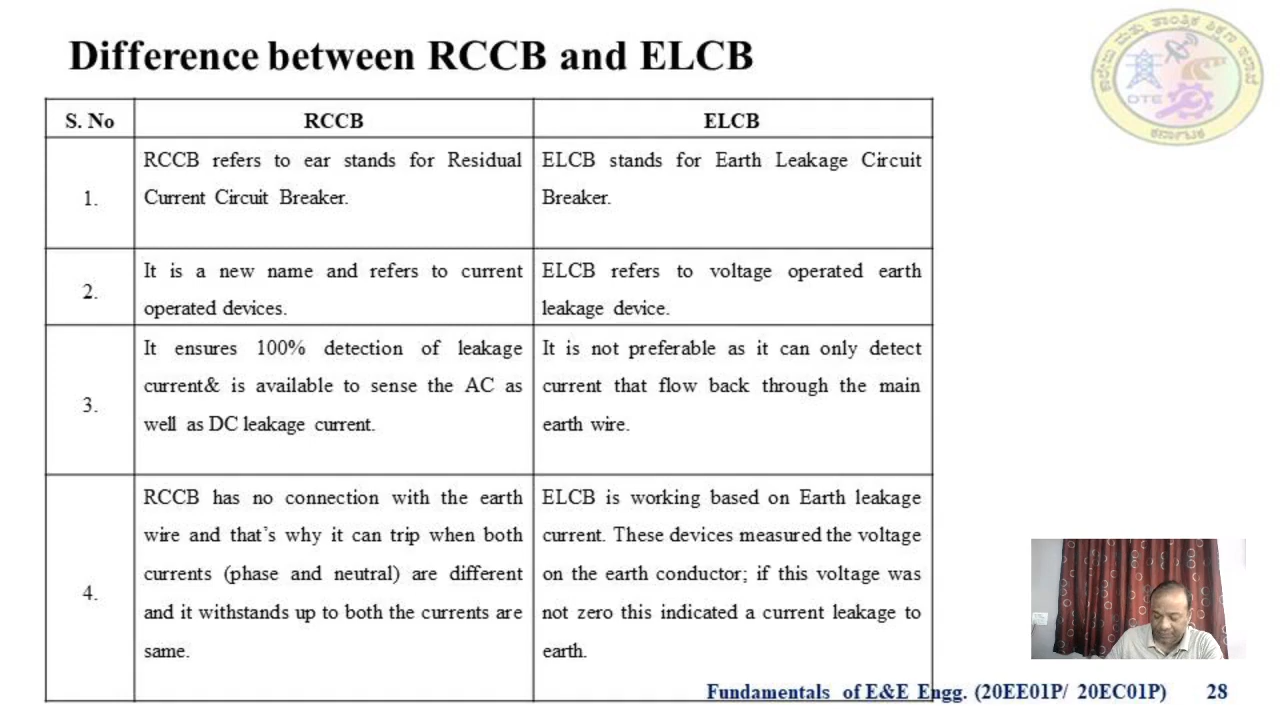 Difference between RCCB and ELCB
S. No RCCB ELCB
1.
RCCB refers to ear stands for Residual
Current Circuit Breaker.
ELCB stands for Earth Leakage Circuit
Breaker.
2.
It is a new name and refers to current
operated devices.
ELCB refers to voltage operated earth
leakage device.
3.
It ensures 100% detection of leakage
current& is available to sense the AC as
well as DC leakage current.
It is not preferable as it can only detect
current that flow back through the main
earth wire.
4.
RCCB has no connection with the earth
wire and that’s why it can trip when both
currents (phase and neutral) are different
and it withstands up to both the currents are
same.
ELCB is working based on Earth leakage
current. These devices measured the voltage
on the earth conductor; if this voltage was
not zero this indicated a current leakage to
earth.
Fundamentals of E&E Engg. (20EE01P/ 20EC01P) 28
DTE
ಕರ್ನಾಟಕ